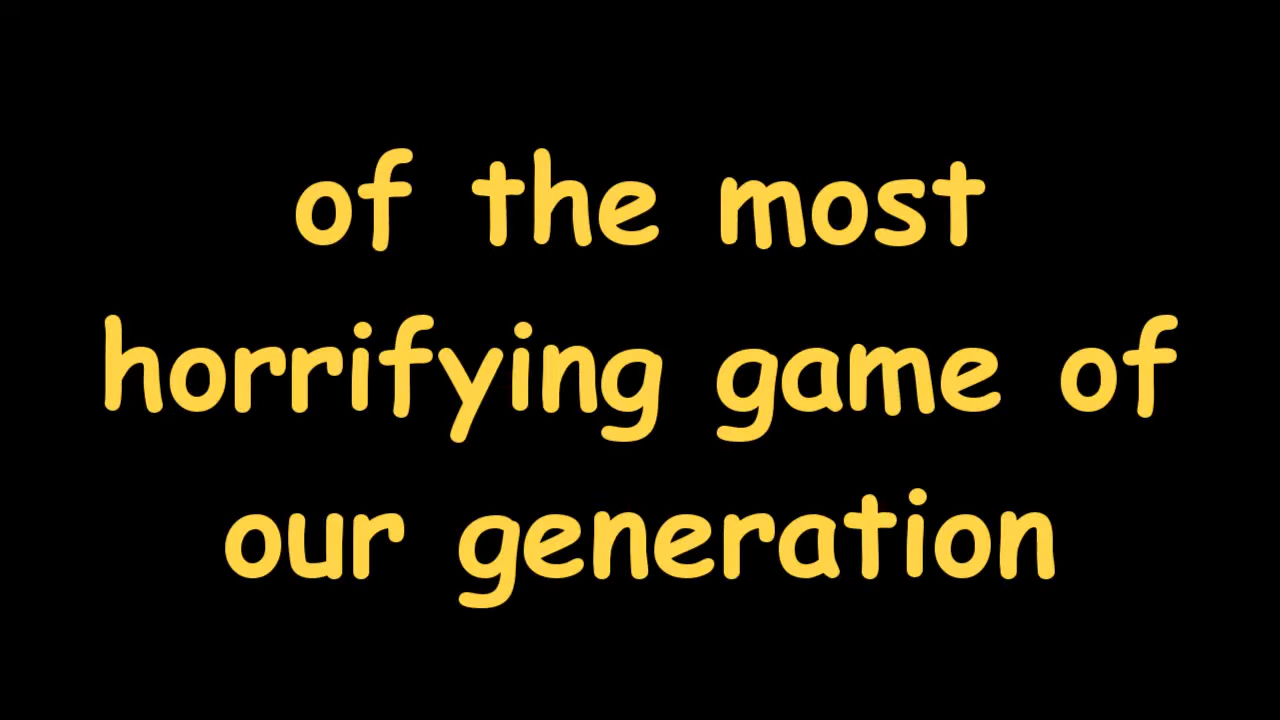 of the most
horrifying game of
our generation